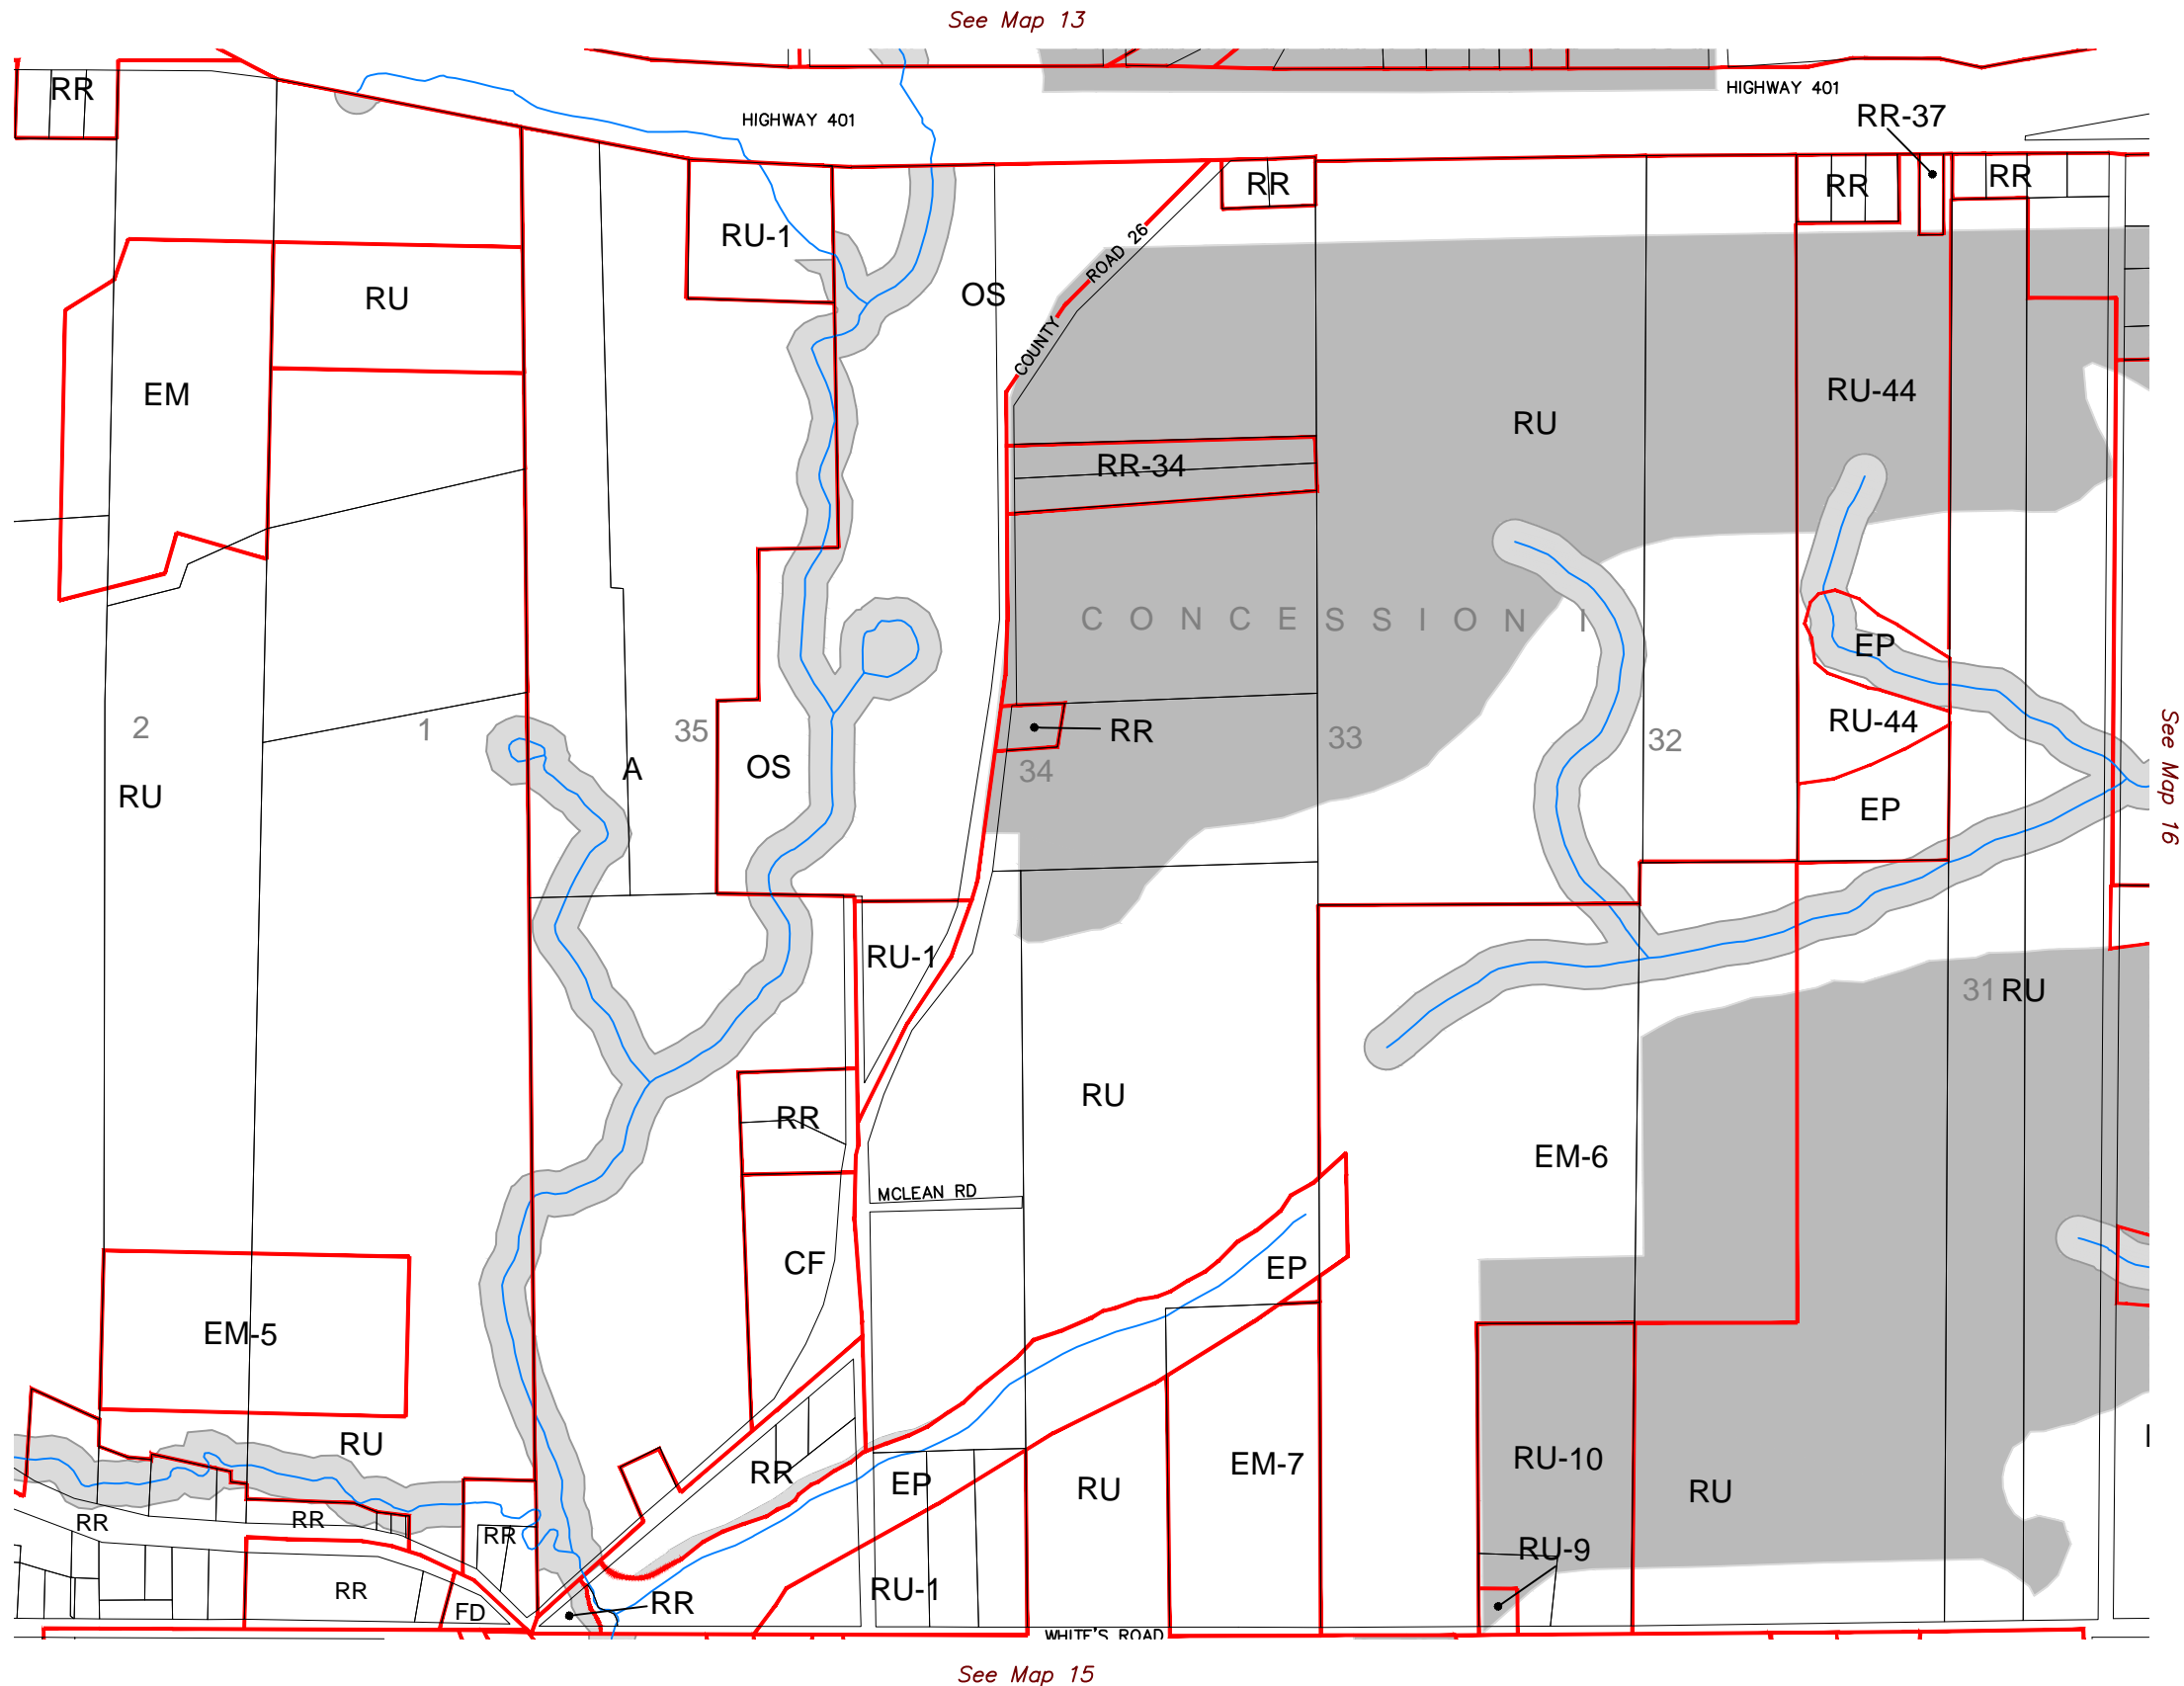 See Map 13
HIGHWAY 401
RR
RR-37
HIGHWAY 401
RR
RR
RR
RU-1
COUNTY ROAD 26
OS
RU
EM
RU-44
RU
RR-34
CONCESSION I
EP
2
1
35
RR
33
32
RU-44
See Map 16
34
A
OS
RU
EP
RU-1
31
RU
RU
RR
EM-6
MCLEAN RD
CF
EP
EM-5
RU
RR
EP
RU
EM-7
RU-10
RU
RR
RR
RR
RU-9
RR
FD
RR
RU-1
WHITE'S ROAD
See Map 15